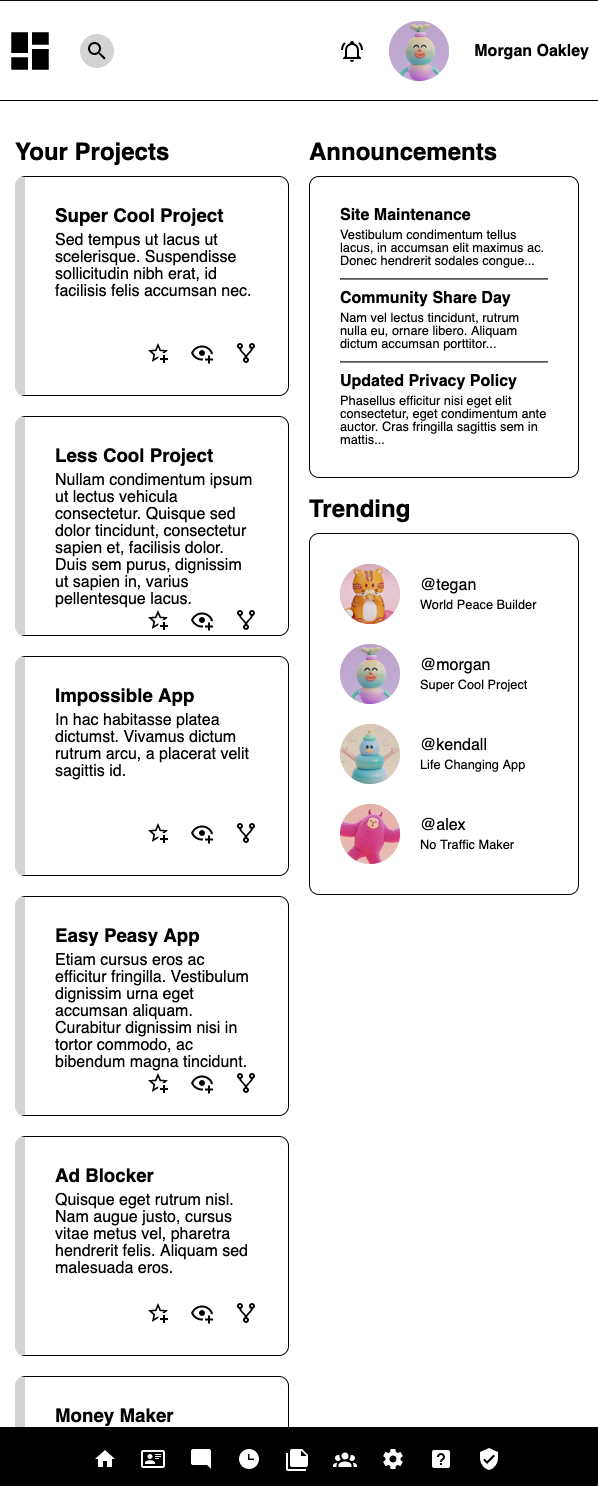 Morgan Oakley
Your Projects
Super Cool Project
Sed tempus ut lacus ut
scelerisque. Suspendisse
sollicitudin nibh erat, id
facilisis felis accumsan nec.
Less Cool Project
Nullam condimentum ipsum
ut lectus vehicula
consectetur. Quisque sed
dolor tincidunt, consectetur
sapien et, facilisis dolor.
Duis sem purus, dignissim
ut sapien in, varius
pellentesque lacus.
Impossible App
In hac habitasse platea
dictumst. Vivamus dictum
rutrum arcu, a placerat velit
sagittis id.
Easy Peasy App
Etiam cursus eros ac
efficitur fringilla. Vestibulum
dignissim urna eget
accumsan aliquam.
Curabitur dignissim nisi in
tortor commodo, ac
bibendum magna tincidunt.
Ad Blocker
Quisque eget rutrum nisl.
Nam augue justo, cursus
vitae metus vel, pharetra
hendrerit felis. Aliquam sed
malesuada eros.
Money Maker
Announcements
Site Maintenance
Vestibulum condimentum tellus
lacus, in accumsan elit maximus ac.
Donec hendrerit sodales congue...
Community Share Day
Nam vel lectus tincidunt, rutrum
nulla eu, ornare libero. Aliquam
dictum accumsan porttitor...
Updated Privacy Policy
Phasellus efficitur nisi eget elit
consectetur, eget condimentum ante
auctor. Cras fringilla sagittis sem in
mattis...
Trending
@tegan
World Peace Builder
@morgan
Super Cool Project
@kendall
Life Changing App
@alex
No Traffic Maker